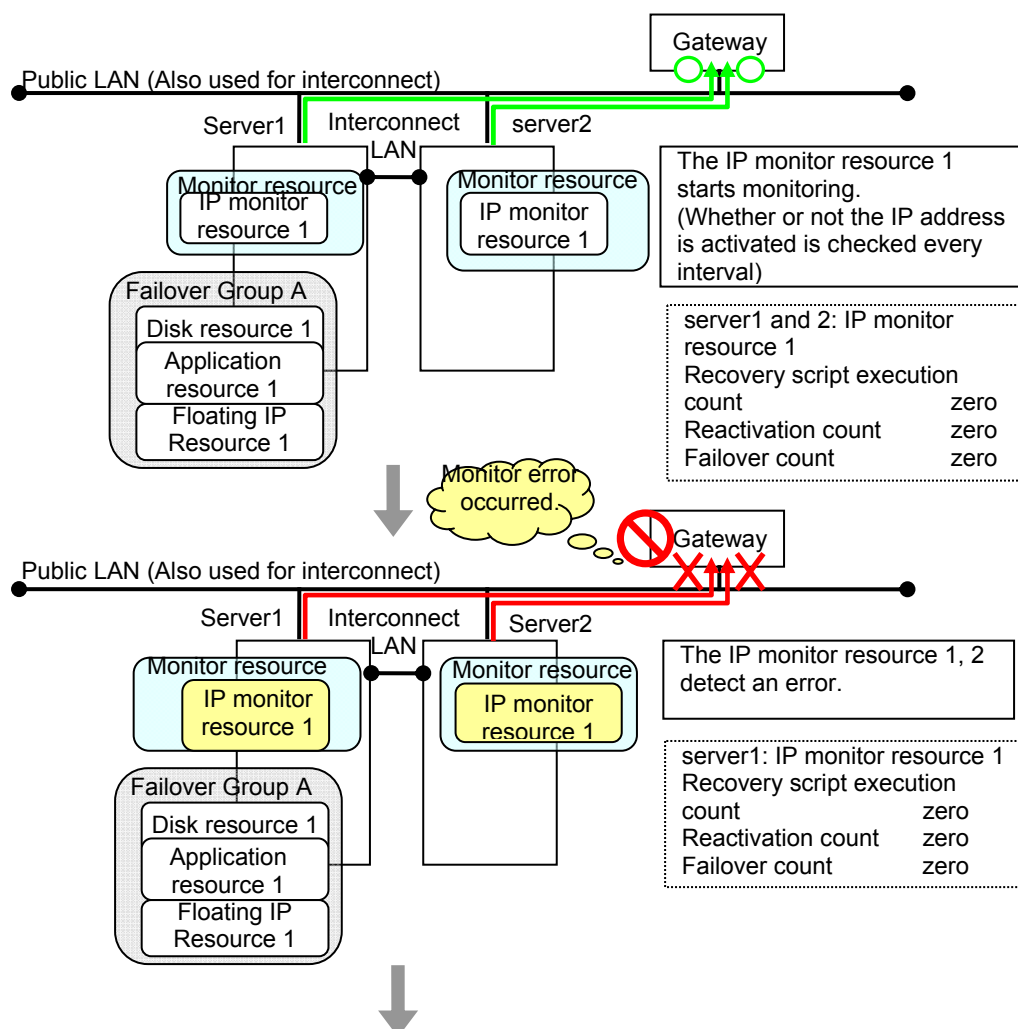 Gateway
Public LAN (Also used for interconnect)
Server1
Interconnect
LAN
server2
Monitor resource
IP monitor
resource 1
Monitor resource
IP monitor
resource 1
Failover Group A
Disk resource 1
Application
resource 1
Floating IP
Resource 1
The IP monitor resource 1
starts monitoring.
(Whether or not the IP address
is activated is checked every
interval)
server1 and 2: IP monitor
resource 1
Recovery script execution
count zero
Reactivation count zero
Failover count zero
Monitor error
occurred.
Gateway
Public LAN (Also used for interconnect)
Server1
Interconnect
LAN
Server2
Monitor resource
IP monitor
resource 1
Monitor resource
IP monitor
resource 1
Failover Group A
Disk resource 1
Application
resource 1
Floating IP
Resource 1
The IP monitor resource 1, 2
detect an error.
server1: IP monitor resource 1
Recovery script execution
count zero
Reactivation count zero
Failover count zero